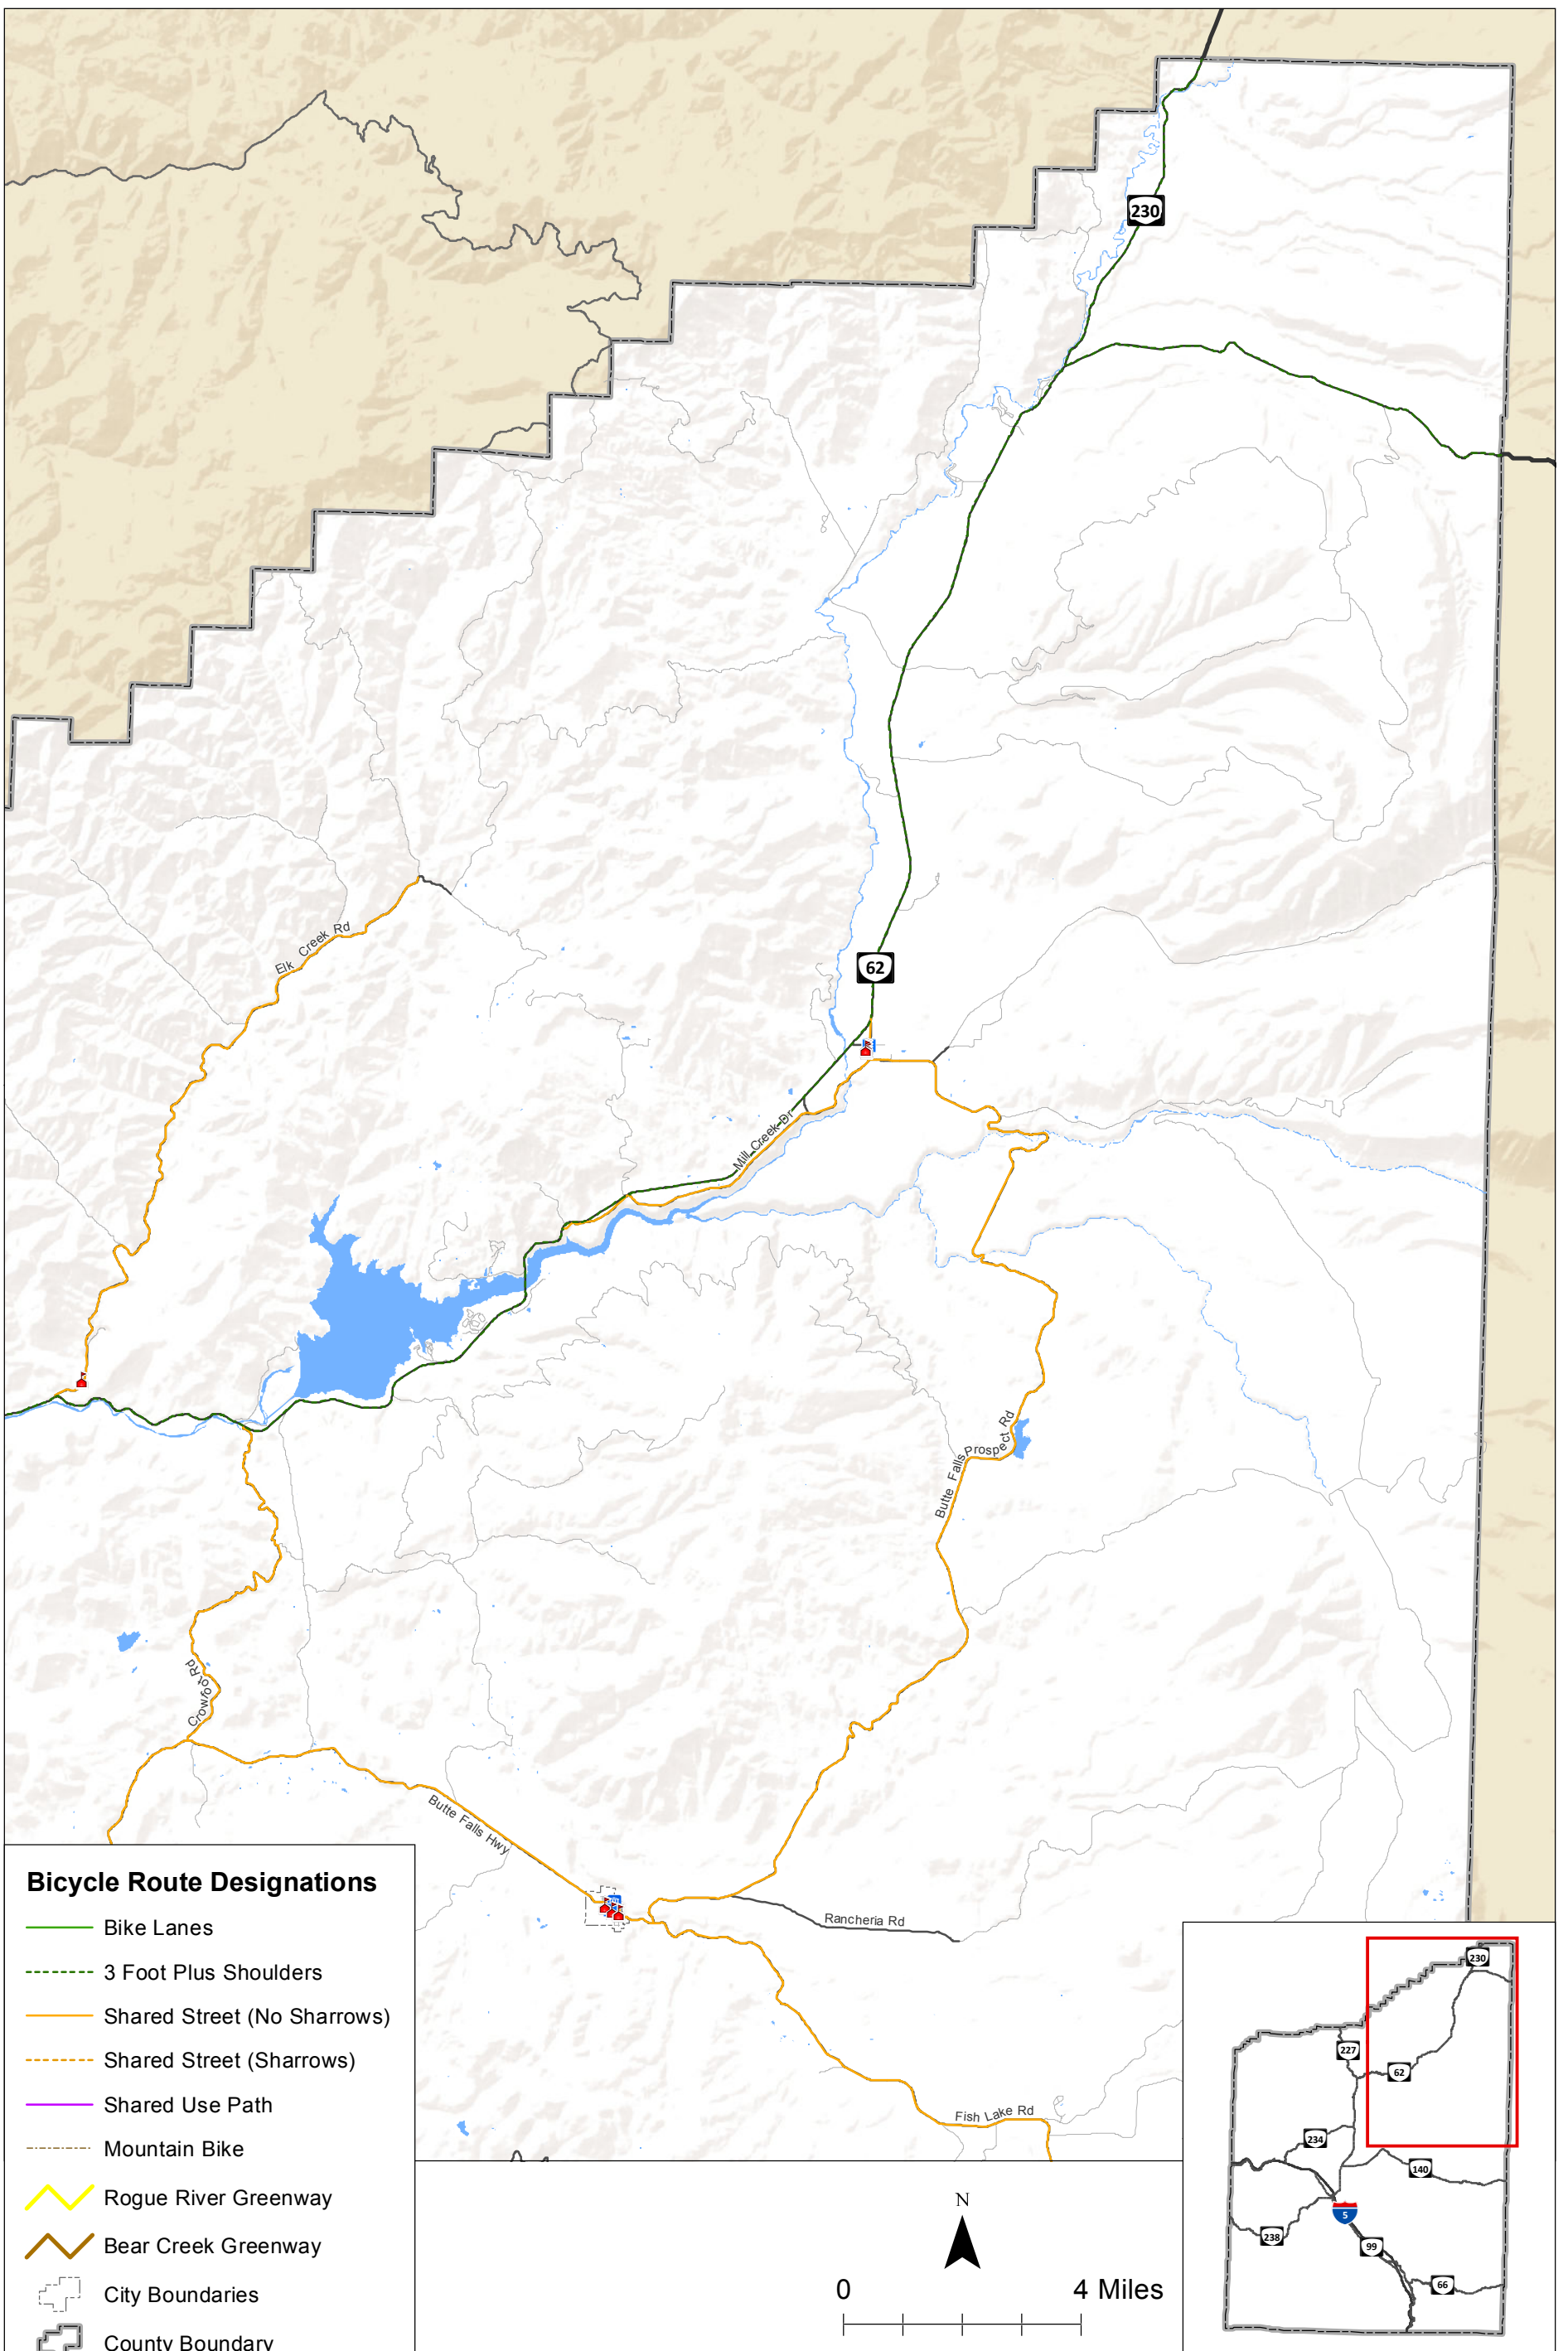 230
62
Elk Creek Rd
Mill Creek Dr
Butte Falls Prospect Rd
Crowfoot Rd
Butte Falls Hwy
Rancheria Rd
Fish Lake Rd
Bicycle Route Designations
Bike Lanes
3 Foot Plus Shoulders
Shared Street (No Sharrows)
Shared Street (Sharrows)
Shared Use Path
Mountain Bike
Rogue River Greenway
Bear Creek Greenway
City Boundaries
County Boundary
N
0 4 Miles
230
227
62
234
140
5
238
99
66